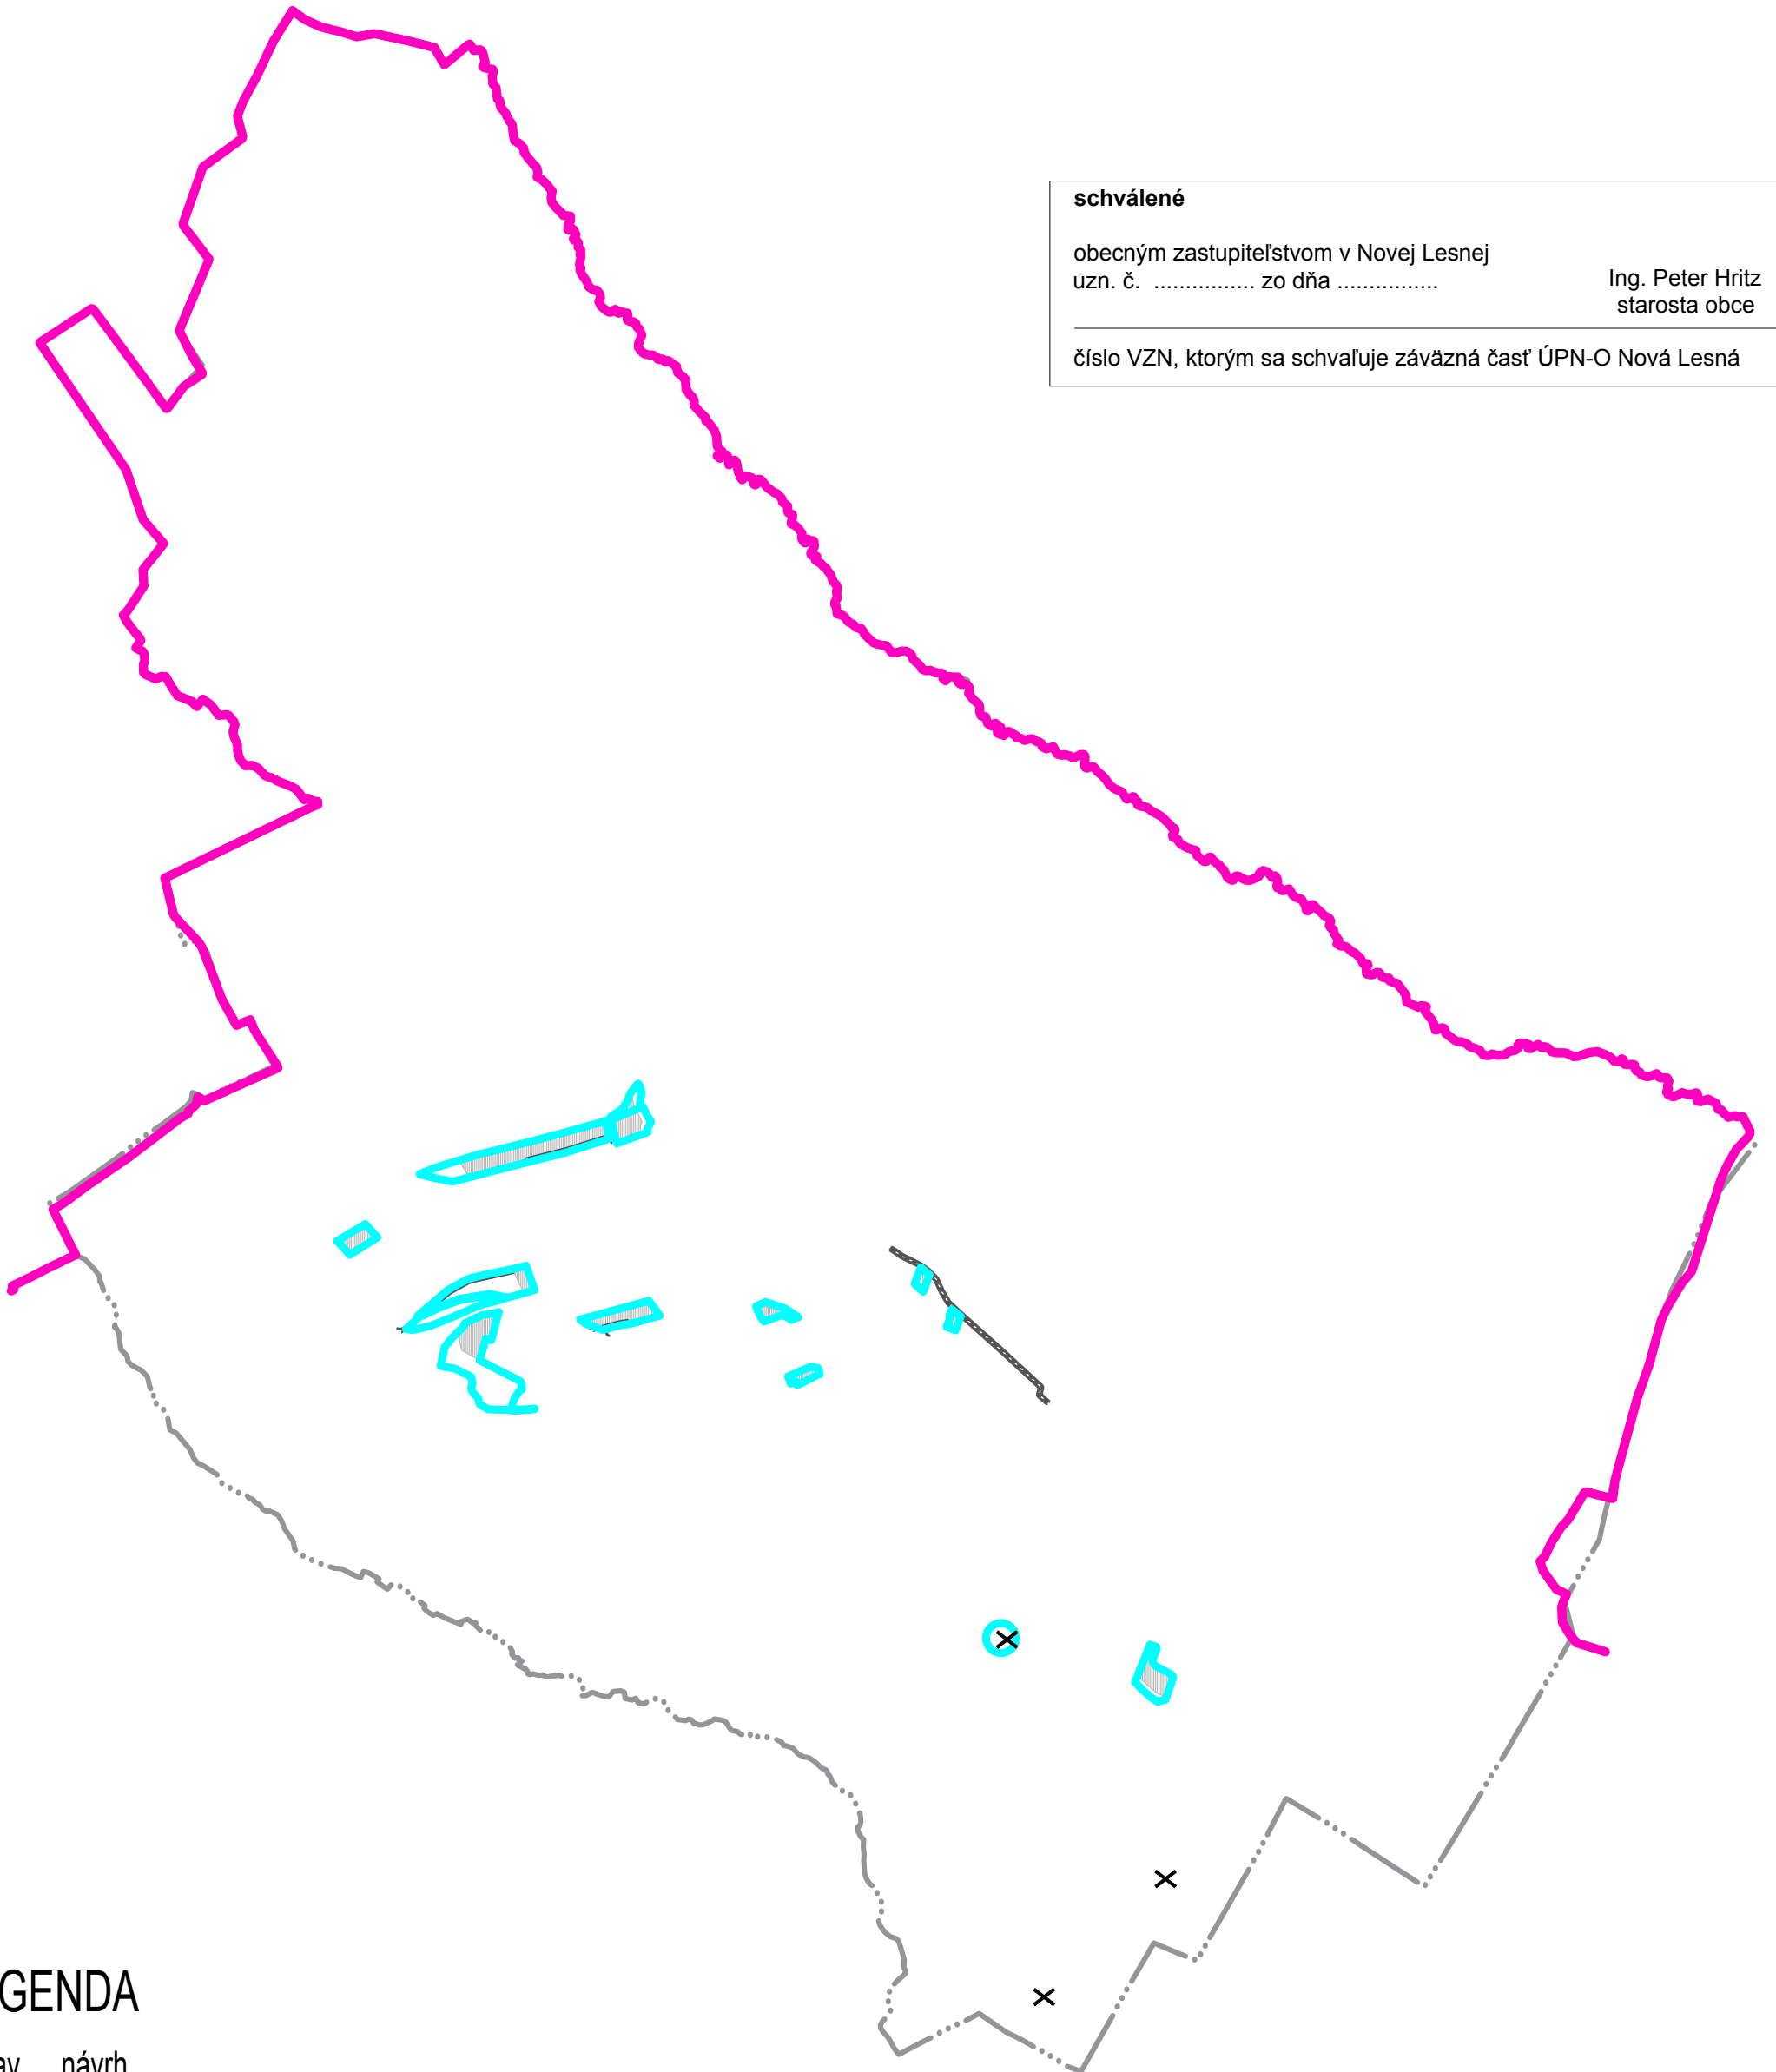 schválené
obecným zastupiteľstvom v Novej Lesnej
uzn. č. ................ zo dňa ................
Ing. Peter Hritz
starosta obce
číslo VZN, ktorým sa schvaľuje záväzná časť ÚPN-O Nová Lesná
GENDA
av návrh